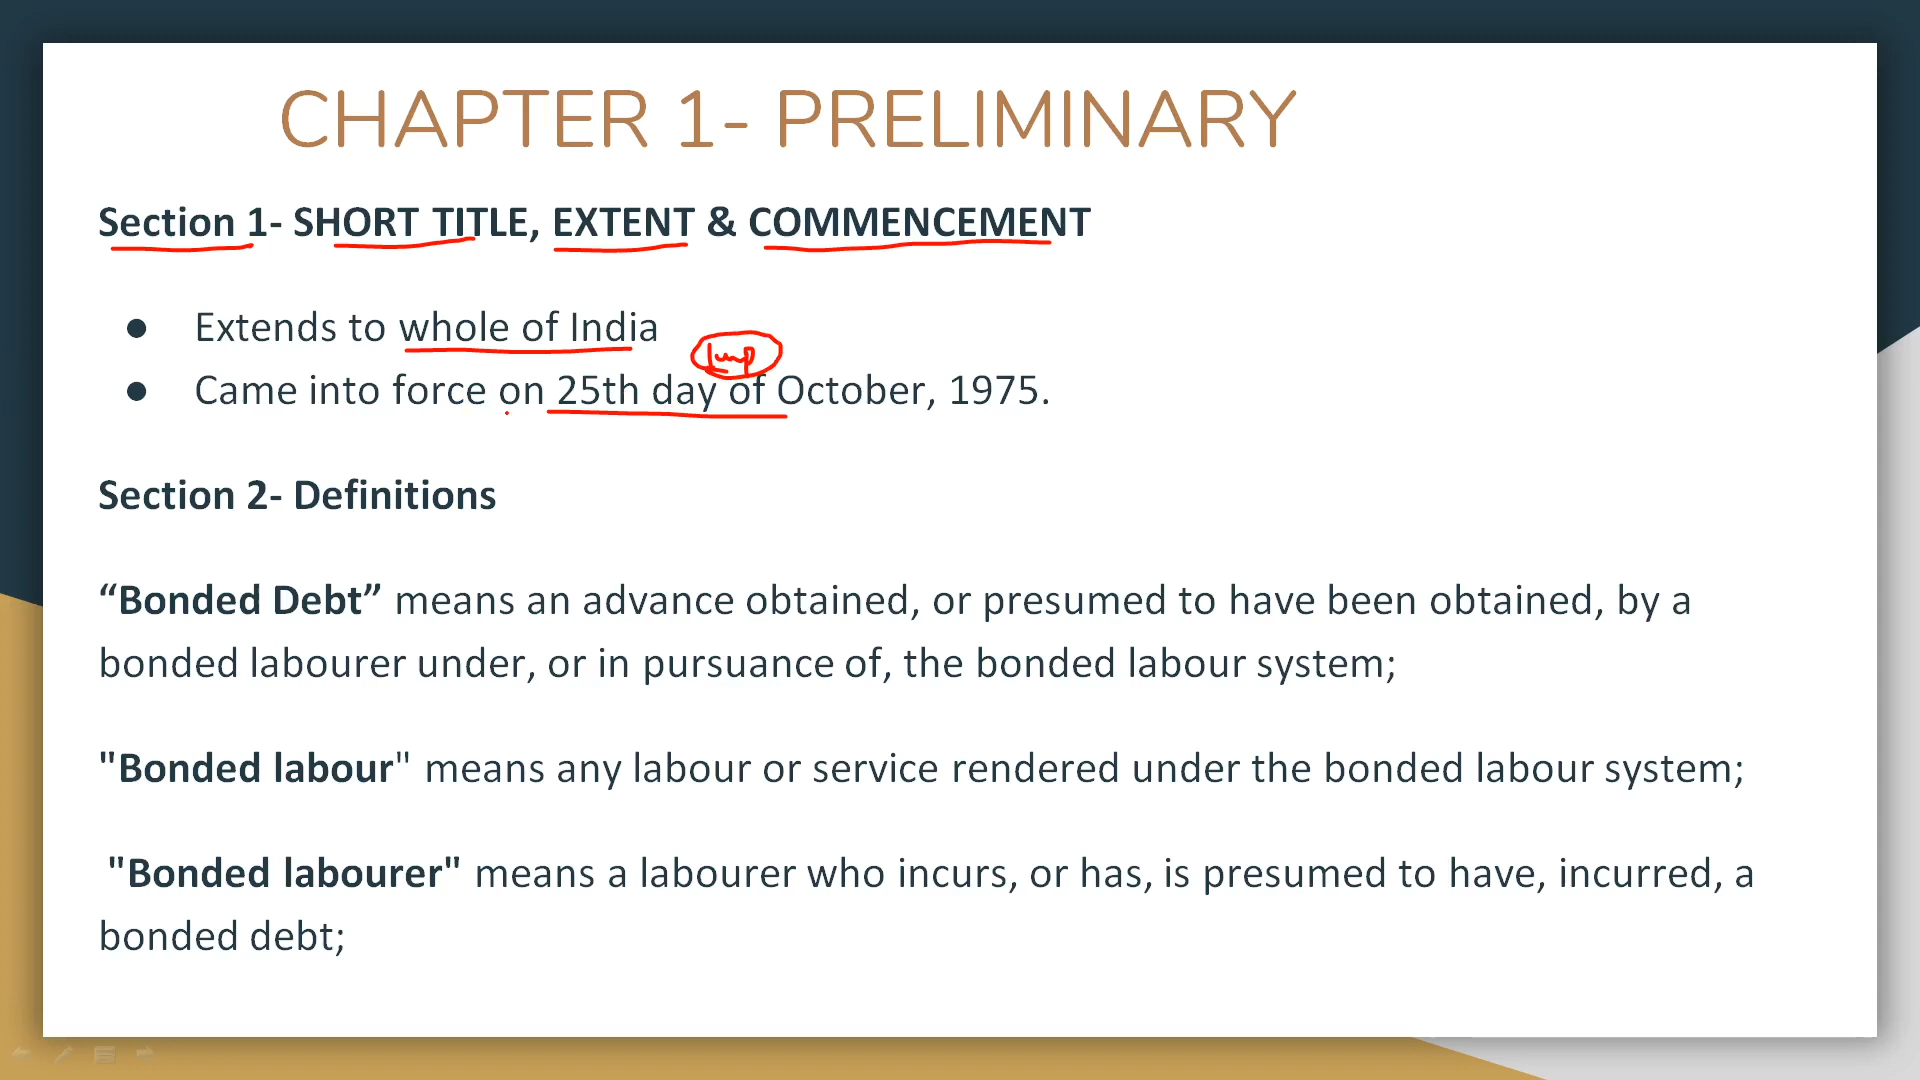 CHAPTER 1- PRELIMINARY
Section 1- SHORT TITLE, EXTENT & COMMENCEMENT
● Extends to whole of India
Imp
● Came into force on 25th day of October, 1975.
Section 2- Definitions
“Bonded Debt” means an advance obtained, or presumed to have been obtained, by a
bonded labourer under, or in pursuance of, the bonded labour system;
"Bonded labour" means any labour or service rendered under the bonded labour system;
"Bonded labourer" means a labourer who incurs, or has, is presumed to have, incurred, a
bonded debt;